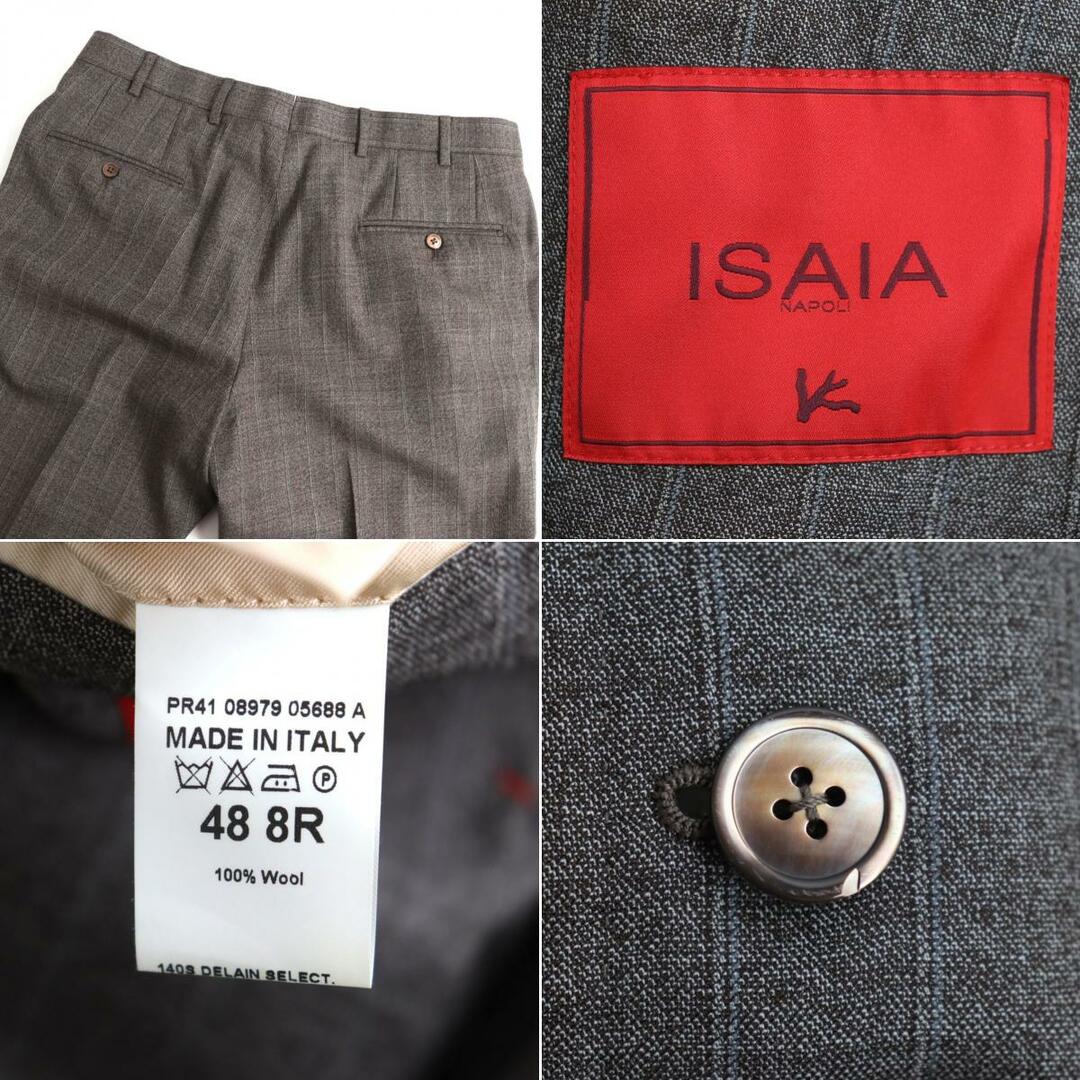 ISAIA
NAPOLI
PR41 08979 05688 A
MADE IN ITALY
P
48 8R
100% Wool
140S DELAIN SELECT.